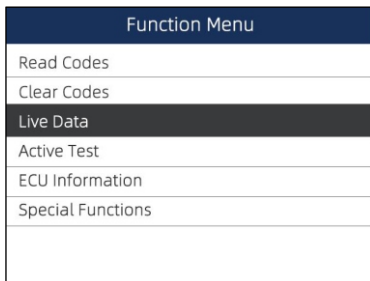 Function Menu
Read Codes
Clear Codes
Live Data
Active Test
ECU Information
Special Functions